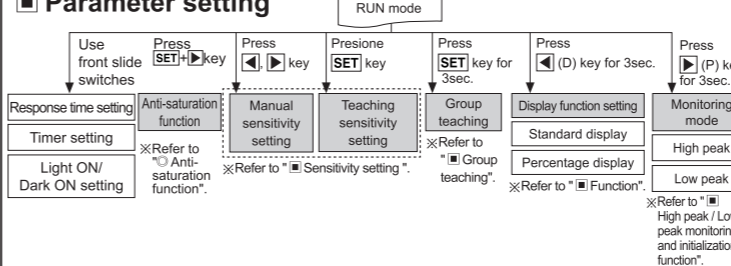 ▣ Parameter setting
RUN mode
Use
front slide
switches
Press
SET+▶key
Press
◀, ▶ key
Presione
SET key
Press
SET key for
3sec.
Press
◀ (D) key for 3sec.
Press
▶ (P) k
for 3sec.
Response time setting
Timer setting
Light ON/
Dark ON setting
Anti-saturation
function
※Refer to
"◎ Anti-
saturation
function".
Manual
sensitivity
setting
Teaching
sensitivity
setting
※Refer to " ▣ Sensitivity setting ".
Group
teaching
※Refer to
" ▣ Group
teaching".
Display function setting
Standard display
Percentage display
※Refer to " ▣ Function".
Monitoring
mode
High peak
Low peak
※Refer to " ▣
High peak / Lo
peak monitorin
and initialization
function".